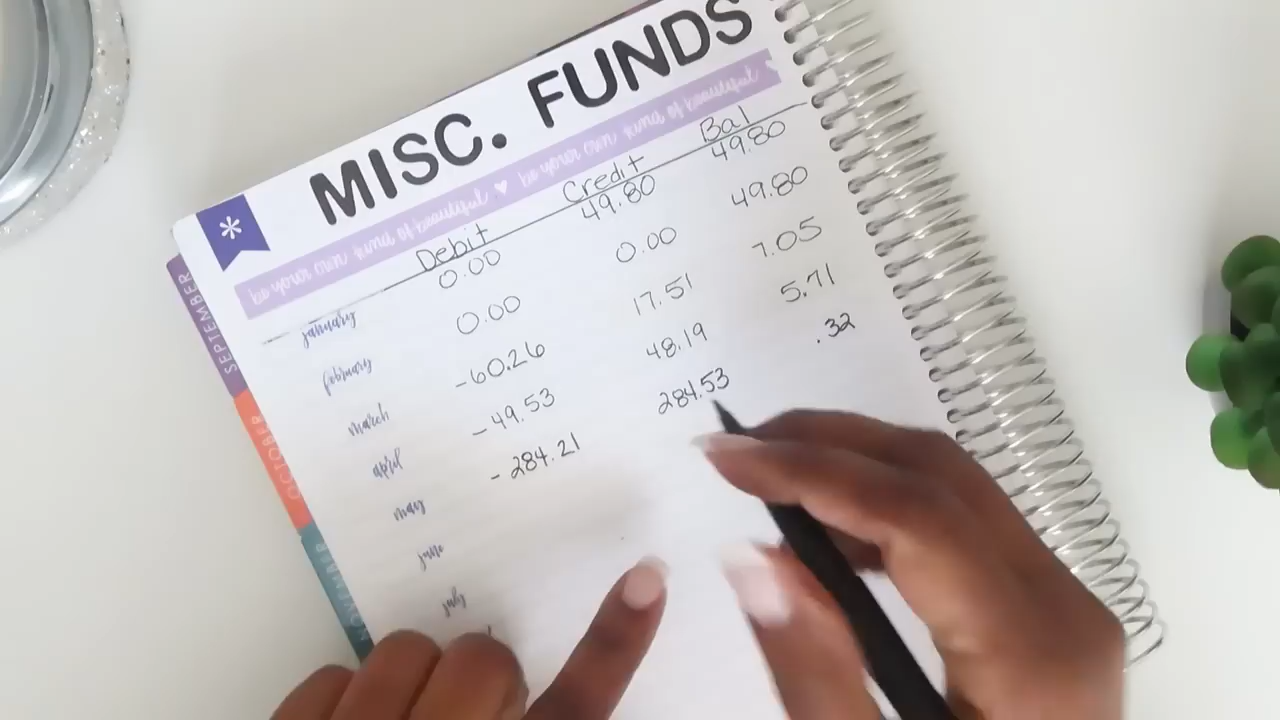 MISC. FUNDS
be your own kind of beautiful ♥ be your own kind of beautiful
Debit Credit Bal
january 0.00 49.80 49.80
february 0.00 0.00 49.80
march -60.26 17.51 7.05
april -49.53 48.19 5.71
may -284.21 284.53 .32
june
july
SEPTEMBER
OCTOBER
NOVEMBER